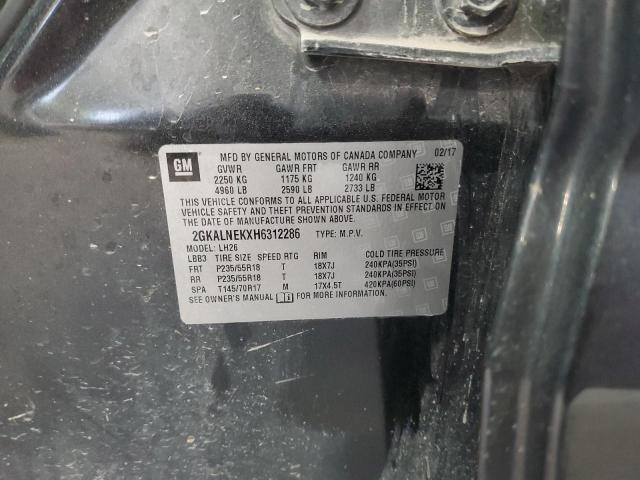 GM
MFD BY GENERAL MOTORS OF CANADA COMPANY 02/17
GVWR GAWR FRT GAWR RR
2250 KG 1175 KG 1240 KG
4960 LB 2590 LB 2733 LB
THIS VEHICLE CONFORMS TO ALL APPLICABLE U.S. FEDERAL MOTOR
VEHICLE SAFETY AND THEFT PREVENTION STANDARDS IN EFFECT ON
THE DATE OF MANUFACTURE SHOWN ABOVE.
2GKALNEKXH6312286 TYPE: M.P.V.
MODEL: LH26
LBB3 TIRE SIZE SPEED RTG RIM COLD TIRE PRESSURE
FRT P235/55R18 T 18X7J 240KPA(35PSI)
RR P235/55R18 T 18X7J 240KPA(35PSI)
SPA T145/70R17 M 17X4.5T 420KPA(60PSI)
SEE OWNER'S MANUAL FOR MORE INFORMATION